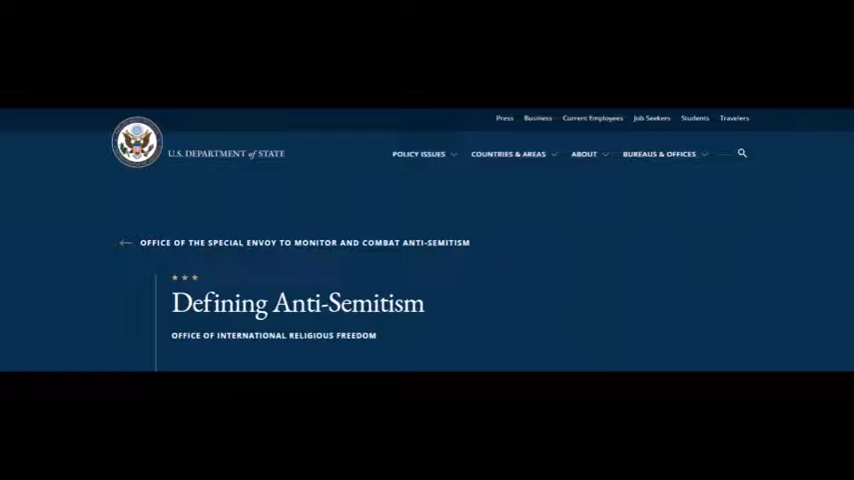 Press Business Current Employees Job Seekers Students Travelers
U.S. DEPARTMENT of STATE
POLICY ISSUES COUNTRIES & AREAS ABOUT BUREAUS & OFFICES
OFFICE OF THE SPECIAL ENVOY TO MONITOR AND COMBAT ANTI-SEMITISM
Defining Anti-Semitism
OFFICE OF INTERNATIONAL RELIGIOUS FREEDOM